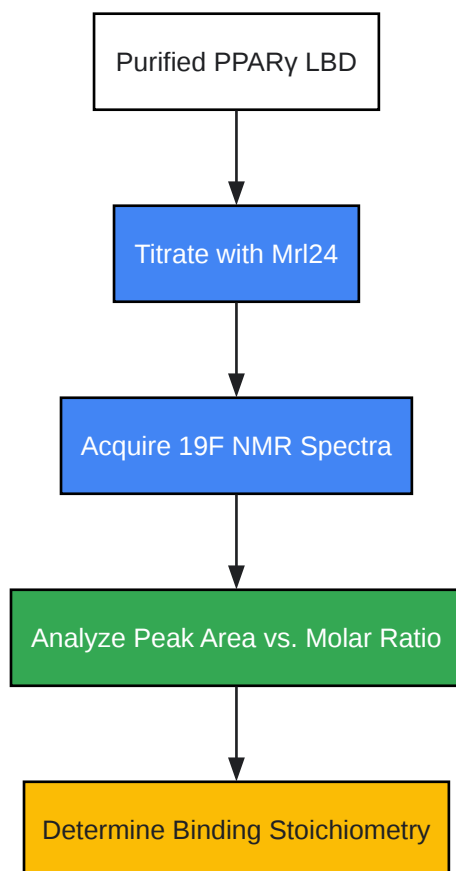 Purified PPARγ LBD
Titrate with Mrl24
Acquire 19F NMR Spectra
Analyze Peak Area vs. Molar Ratio
Determine Binding Stoichiometry